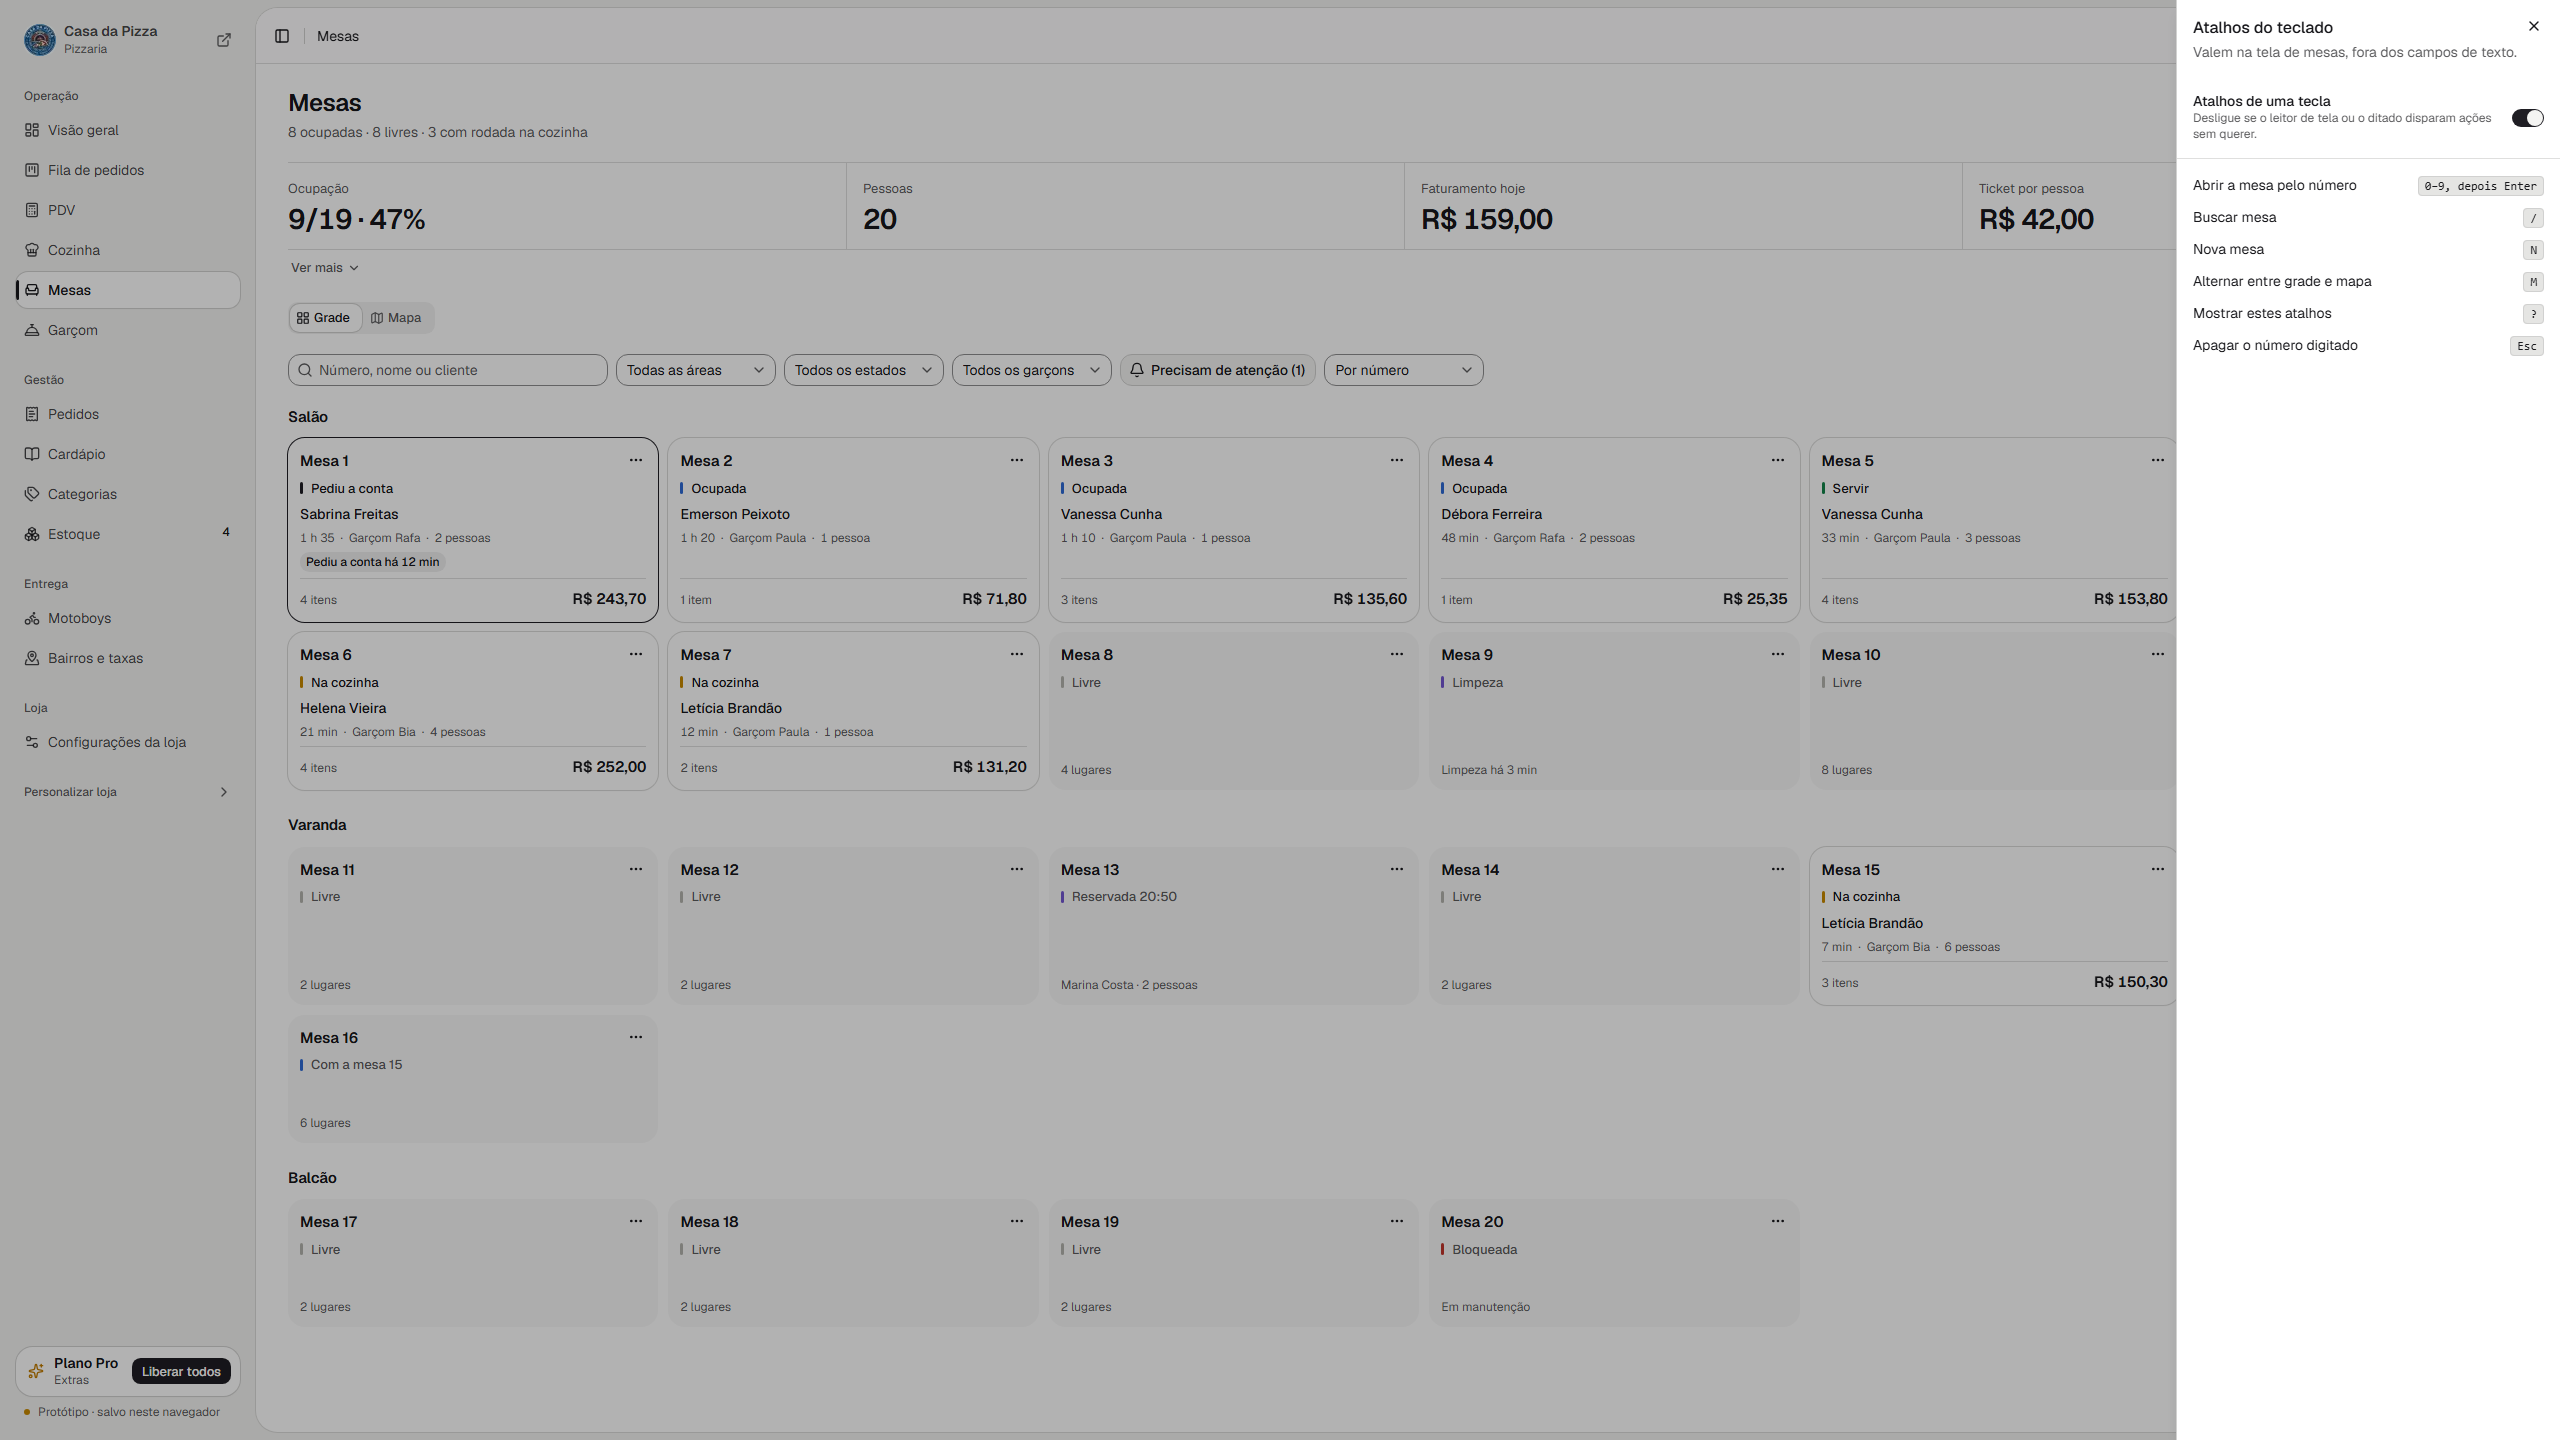 Casa da Pizza
Pizzaria
Operação
Visão geral
Fila de pedidos
PDV
Cozinha
Mesas
Garçom
Gestão
Pedidos
Cardápio
Categorias
Estoque 4
Entrega
Motoboys
Bairros e taxas
Loja
Configurações da loja
Personalizar loja
Plano Pro
Extras
Liberar todos
Protótipo · salvo neste navegador
Mesas
Mesas
8 ocupadas · 8 livres · 3 com rodada na cozinha
Ocupação
9/19 · 47%
Pessoas
20
Faturamento hoje
R$ 159,00
Ticket por pessoa
R$ 42,00
Ver mais
Grade Mapa
Número, nome ou cliente Todas as áreas Todos os estados Todos os garçons Precisam de atenção (1) Por número
Salão
Mesa 1
Pediu a conta
Sabrina Freitas
1 h 35 · Garçom Rafa · 2 pessoas
Pediu a conta há 12 min
4 itens R$ 243,70
Mesa 2
Ocupada
Emerson Peixoto
1 h 20 · Garçom Paula · 1 pessoa
1 item R$ 71,80
Mesa 3
Ocupada
Vanessa Cunha
1 h 10 · Garçom Paula · 1 pessoa
3 itens R$ 135,60
Mesa 4
Ocupada
Débora Ferreira
48 min · Garçom Rafa · 2 pessoas
1 item R$ 25,35
Mesa 5
Servir
Vanessa Cunha
33 min · Garçom Paula · 3 pessoas
4 itens R$ 153,80
Mesa 6
Na cozinha
Helena Vieira
21 min · Garçom Bia · 4 pessoas
4 itens R$ 252,00
Mesa 7
Na cozinha
Letícia Brandão
12 min · Garçom Paula · 1 pessoa
2 itens R$ 131,20
Mesa 8
Livre
4 lugares
Mesa 9
Limpeza
Limpeza há 3 min
Mesa 10
Livre
8 lugares
Varanda
Mesa 11
Livre
2 lugares
Mesa 12
Livre
2 lugares
Mesa 13
Reservada 20:50
Marina Costa · 2 pessoas
Mesa 14
Livre
2 lugares
Mesa 15
Na cozinha
Letícia Brandão
7 min · Garçom Bia · 6 pessoas
3 itens R$ 150,30
Mesa 16
Com a mesa 15
6 lugares
Balcão
Mesa 17
Livre
2 lugares
Mesa 18
Livre
2 lugares
Mesa 19
Livre
2 lugares
Mesa 20
Bloqueada
Em manutenção
Atalhos do teclado
Valem na tela de mesas, fora dos campos de texto.
Atalhos de uma tecla
Desligue se o leitor de tela ou o ditado disparam ações
sem querer.
Abrir a mesa pelo número 0–9, depois Enter
Buscar mesa /
Nova mesa N
Alternar entre grade e mapa M
Mostrar estes atalhos ?
Apagar o número digitado Esc